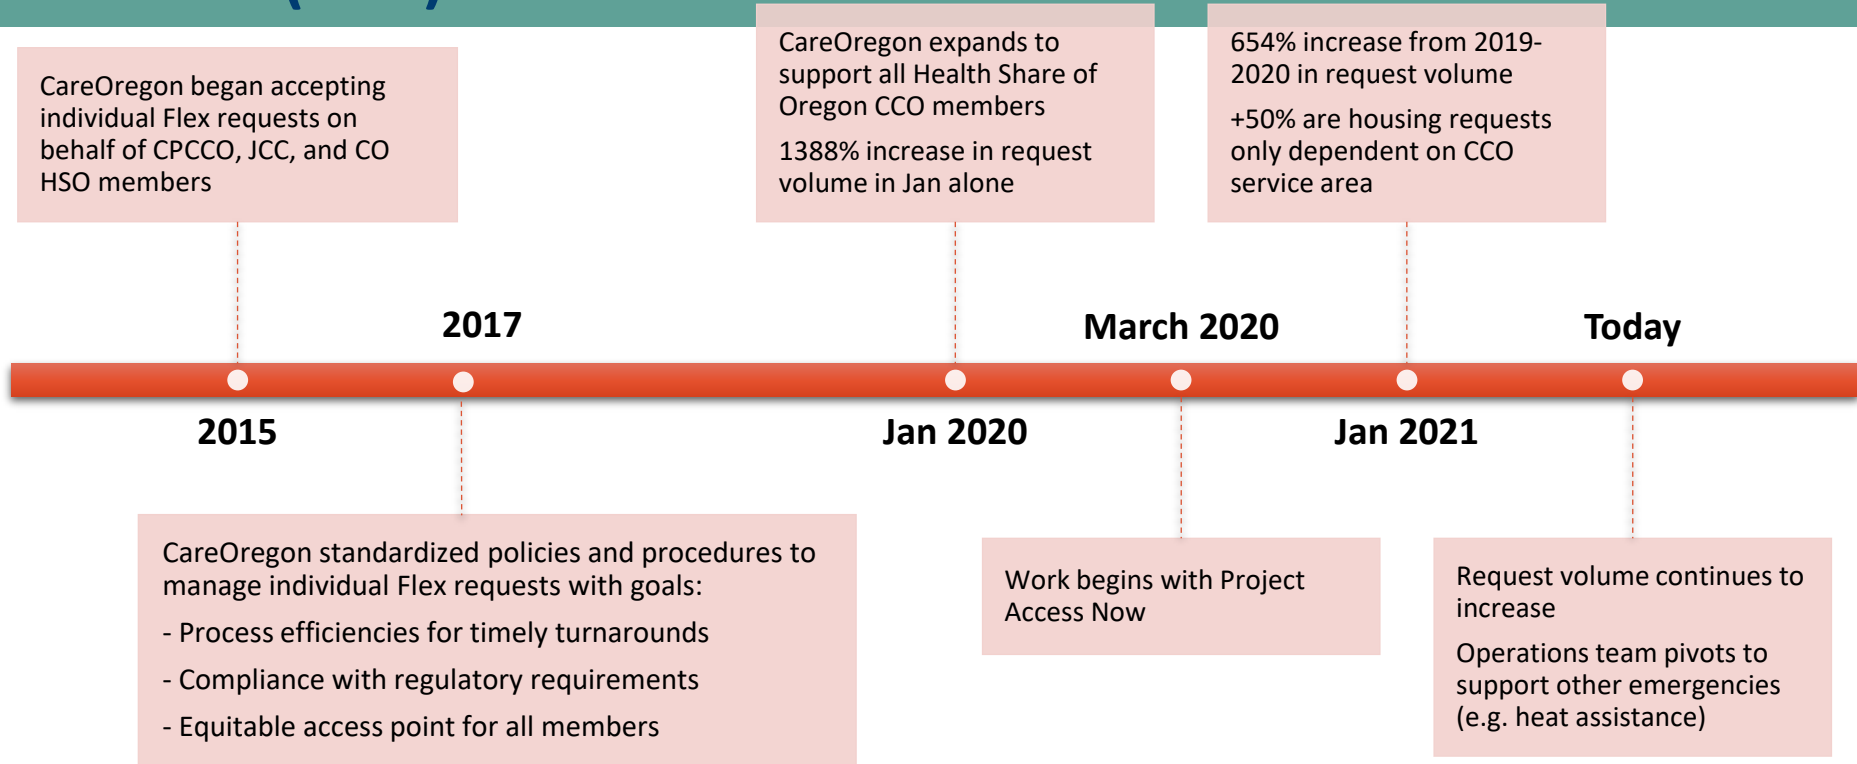 CareOregon began accepting
individual Flex requests on
behalf of CPCCO, JCC, and CO
HSO members
CareOregon expands to
support all Health Share of
Oregon CCO members
1388% increase in request
volume in Jan alone
654% increase from 2019-
2020 in request volume
+50% are housing requests
only dependent on CCO
service area
2017
March 2020
Today
2015
Jan 2020
Jan 2021
CareOregon standardized policies and procedures to
manage individual Flex requests with goals:
- Process efficiencies for timely turnarounds
- Compliance with regulatory requirements
- Equitable access point for all members
Work begins with Project
Access Now
Request volume continues to
increase
Operations team pivots to
support other emergencies
(e.g. heat assistance)